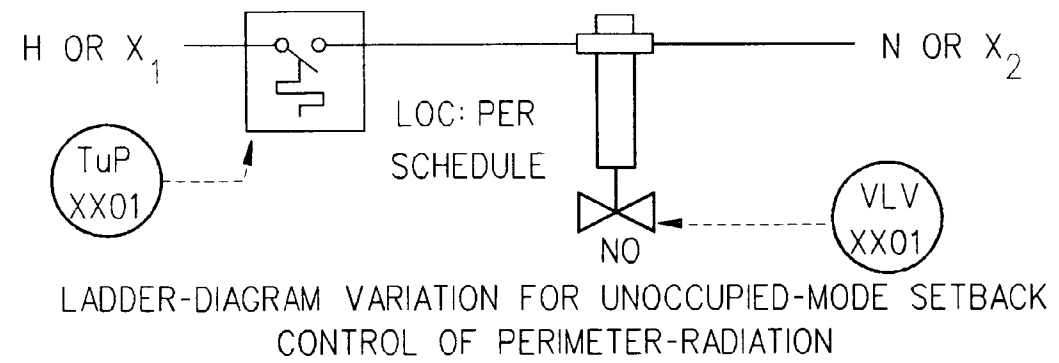 H OR X1
N OR X2
LOC: PER
SCHEDULE
TuP
XX01
NO
VLV
XX01
LADDER-DIAGRAM VARIATION FOR UNOCCUPIED-MODE SETBACK
CONTROL OF PERIMETER-RADIATION